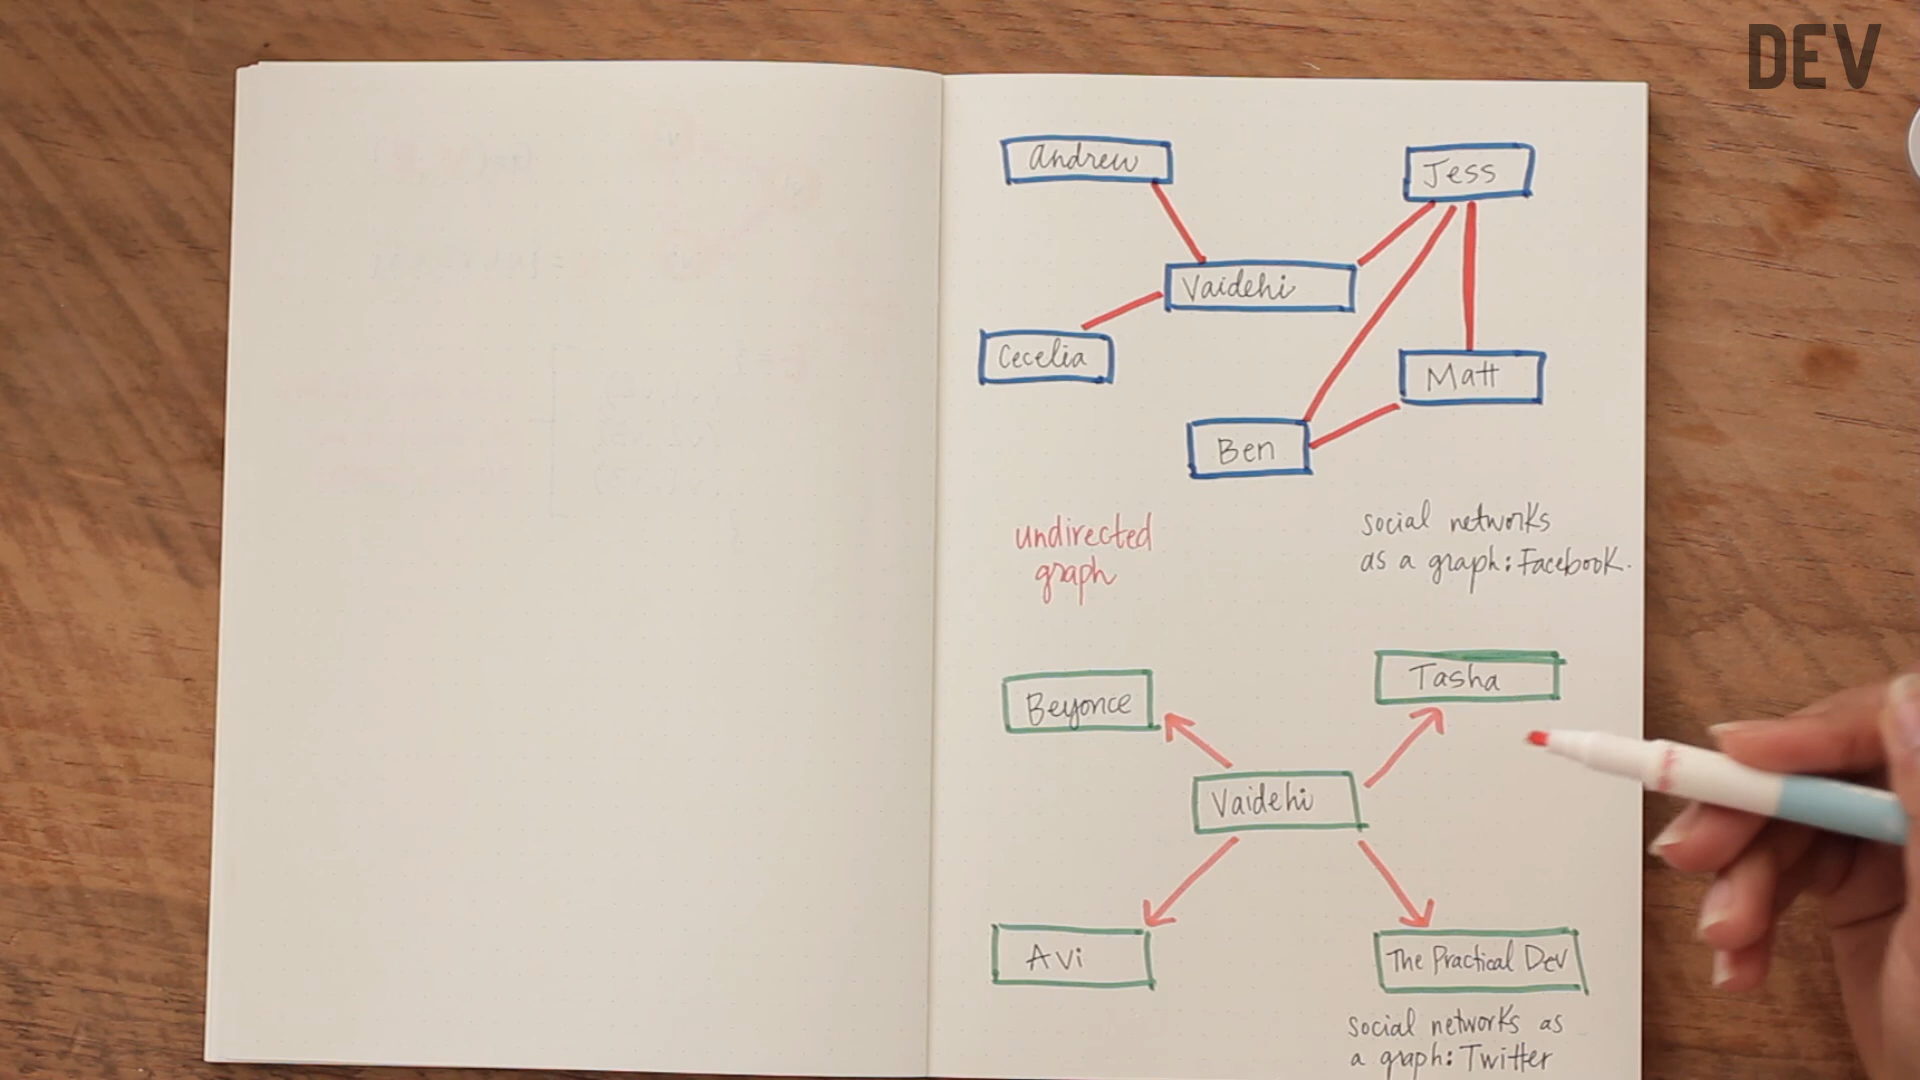 DEV
Andrew
Jess
Vaidehi
Cecelia
Matt
Ben
undirected
graph
social networks
as a graph: Facebook.
Beyonce
Tasha
Vaidehi
Avi
The Practical Dev
social networks as
a graph: Twitter